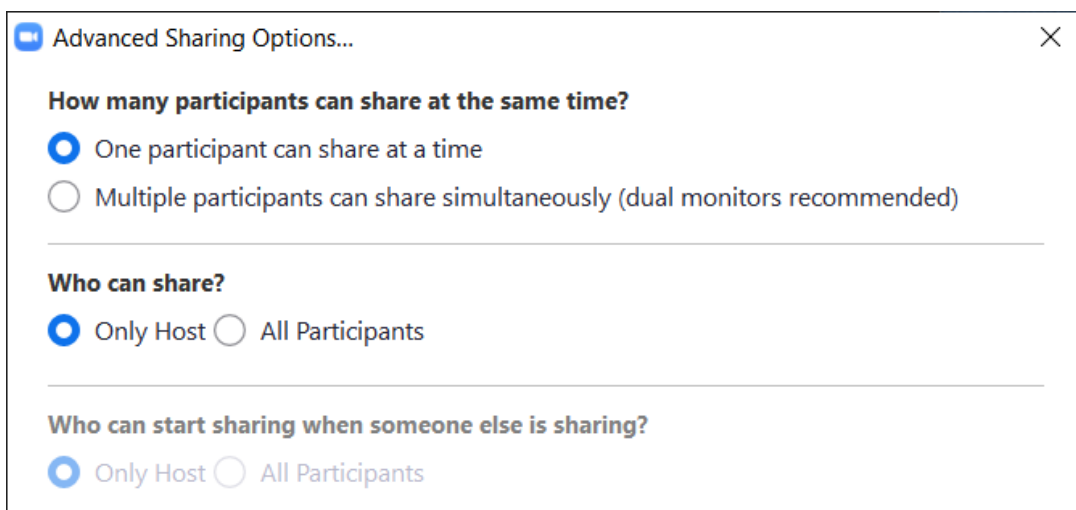 Advanced Sharing Options...
How many participants can share at the same time?
One participant can share at a time
Multiple participants can share simultaneously (dual monitors recommended)
Who can share?
Only Host All Participants
Who can start sharing when someone else is sharing?
Only Host All Participants